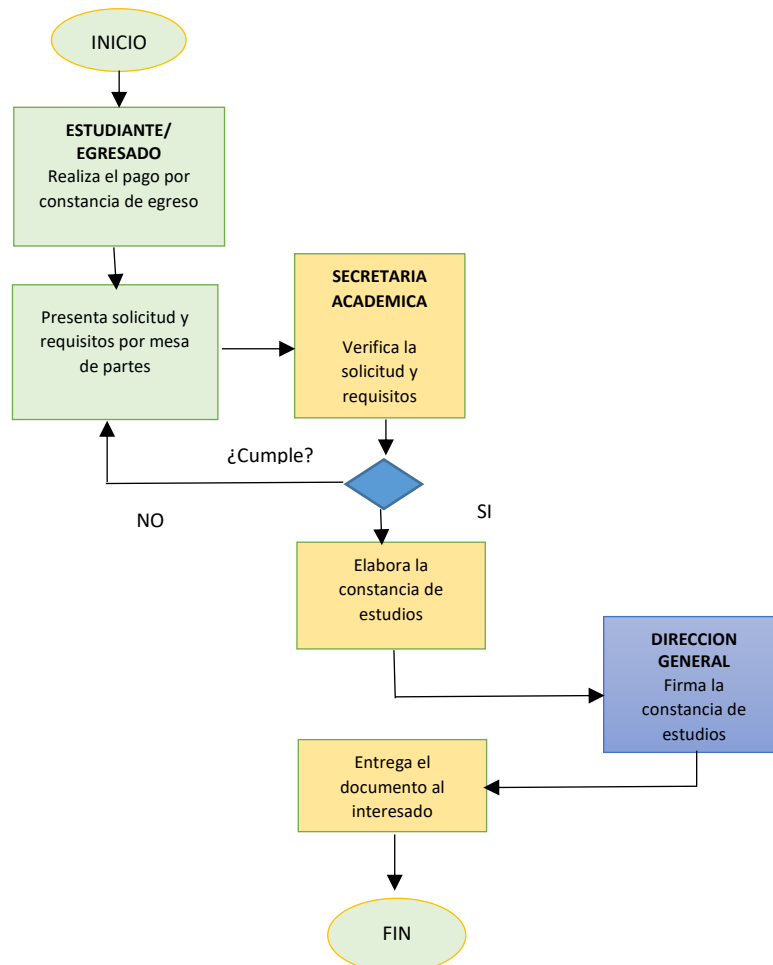 INICIO
ESTUDIANTE/
EGRESADO
Realiza el pago por
constancia de egreso
Presenta solicitud y
requisitos por mesa
de partes
SECRETARIA
ACADEMICA
Verifica la
solicitud y
requisitos
¿Cumple?
NO
SI
Elabora la
constancia de
estudios
DIRECCION
GENERAL
Firma la
constancia de
estudios
Entrega el
documento al
interesado
FIN